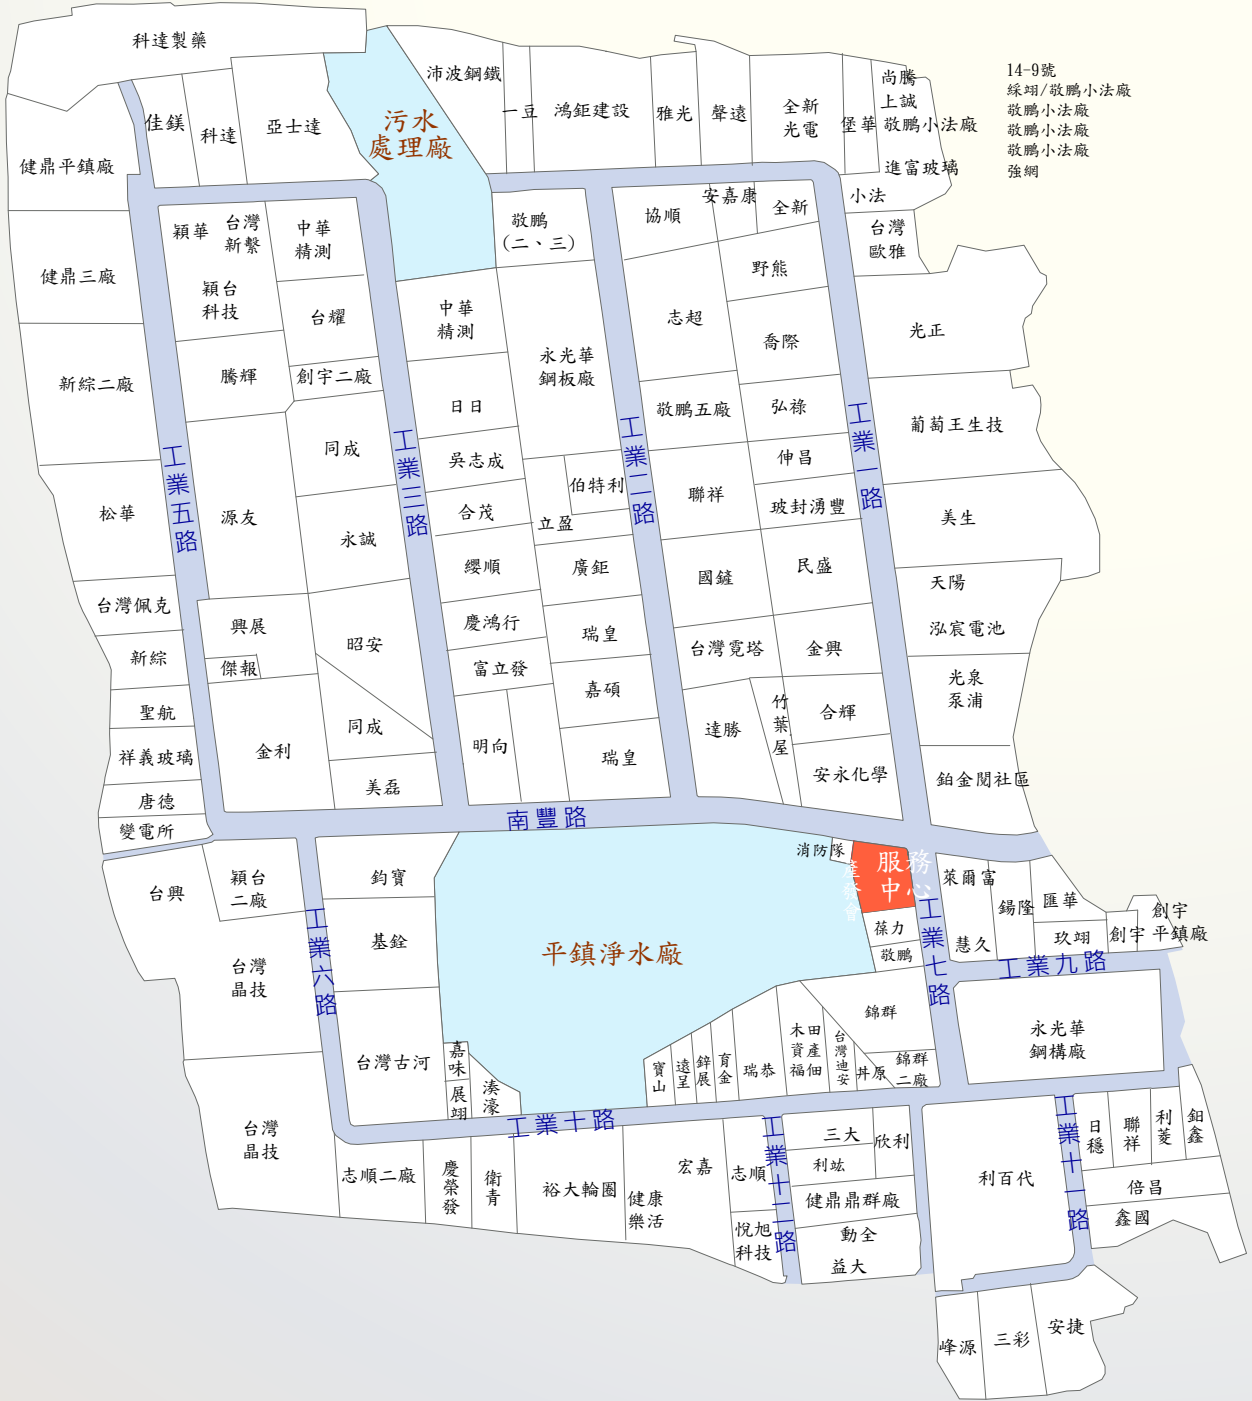 科達製藥
佳鎂
科達
亞士達
污水
處理廠
沛波鋼鐵
一豆
鴻鉅建設
雅光
聲遠
全新
光電
堡華
尚騰
上誠
敬鵬小法廠
進富玻璃
14-9號
綵翊/敬鵬小法廠
敬鵬小法廠
敬鵬小法廠
敬鵬小法廠
強網
健鼎平鎮廠
健鼎三廠
新綜二廠
松華
台灣佩克
新綜
聖航
祥義玻璃
唐德
變電所
工業五路
穎華
台灣
新繫
中華
精測
穎台
科技
台耀
騰輝
創宇二廠
同成
源友
永誠
興展
傑報
昭安
同成
金利
美磊
工業三路
敬鵬
(二、三)
中華
精測
永光華
鋼板廠
日日
吳志成
合茂
伯特利
立盈
纓順
廣鉅
慶鴻行
瑞皇
富立發
嘉碩
明向
瑞皇
工業二路
協順
安嘉康
全新
野熊
志超
喬際
敬鵬五廠
弘祿
伸昌
聯祥
玻封湧豐
國鏟
民盛
台灣霓塔
金興
達勝
竹葉屋
合輝
安永化學
工業一路
小法
台灣
歐雅
光正
葡萄王生技
美生
天陽
泓宸電池
光泉
泵浦
鉑金閱社區
南豐路
台興
穎台
二廠
台灣
晶技
台灣
晶技
工業六路
鈞寶
基銓
台灣古河
嘉味
展翊
湊濠
平鎮淨水廠
消防隊
產發會
服務
中心
葆力
敬鵬
工業七路
萊爾富
慧久
錫隆
匯華
玖翊
創宇
創宇
平鎮廠
工業九路
永光華
鋼構廠
寶山
遠呈
鋅展
育金
瑞恭
木田
資產
福佃
台灣迪安
錦群
丼原
錦群
二廠
工業十路
志順二廠
慶榮發
衛青
裕大輪圈
健康
樂活
宏嘉
志順
悅旭
科技
工業十二路
三大
欣利
利竑
健鼎鼎群廠
動全
益大
利百代
工業十一路
日穩
聯祥
利菱
鈤鑫
倍昌
鑫國
峰源
三彩
安捷